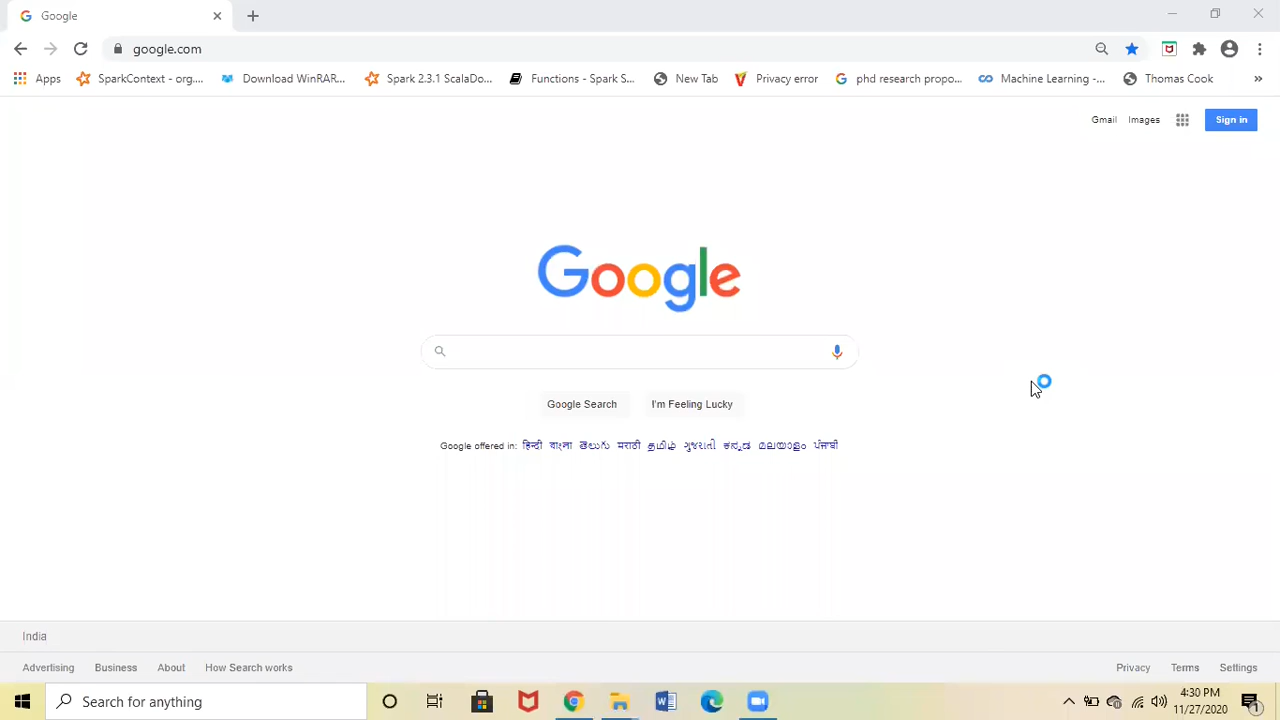 Google
google.com
Apps SparkContext - org.... Download WinRAR... Spark 2.3.1 ScalaDo... Functions - Spark S... New Tab Privacy error phd research propo... Machine Learning -... Thomas Cook »
Gmail Images Sign in
Google
Google Search I'm Feeling Lucky
Google offered in: हिन्दी বাংলা తెలుగు मराठी தமிழ் ગુજરાતી ಕನ್ನಡ മലയാളം ਪੰਜਾਬੀ
India
Advertising Business About How Search works Privacy Terms Settings
Search for anything
4:30 PM
11/27/2020
1